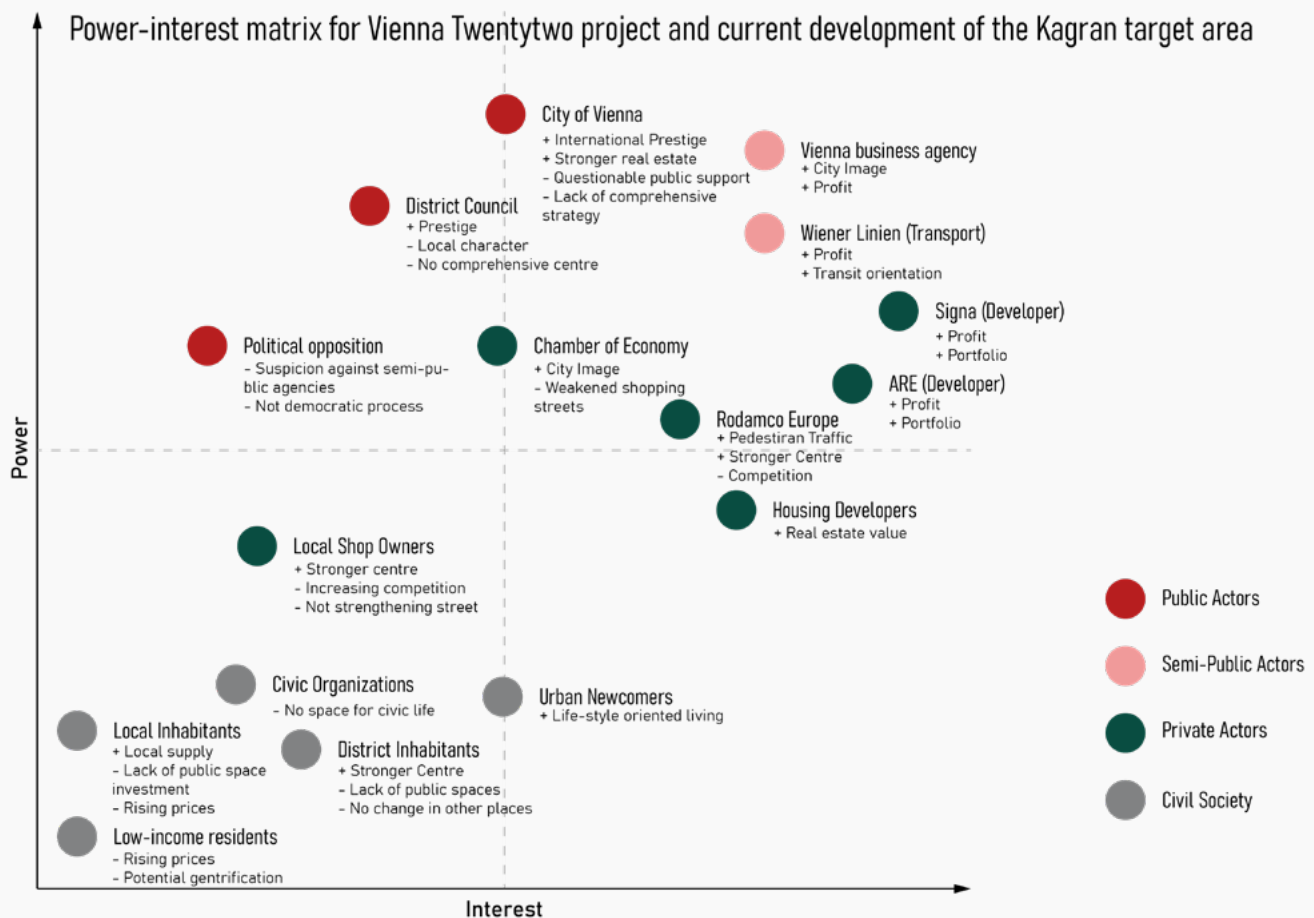 Power-interest matrix for Vienna Twentytwo project and current development of the Kagran target area
City of Vienna
+ International Prestige
+ Stronger real estate
- Questionable public support
- Lack of comprehensive
strategy
Vienna business agency
+ City Image
+ Profit
District Council
+ Prestige
- Local character
- No comprehensive centre
Wiener Linien (Transport)
+ Profit
+ Transit orientation
Signa (Developer)
+ Profit
+ Portfolio
Political opposition
- Suspicion against semi-pu-
blic agencies
- Not democratic process
Chamber of Economy
+ City Image
- Weakened shopping
streets
ARE (Developer)
+ Profit
+ Portfolio
Rodamco Europe
+ Pedestiran Traffic
+ Stronger Centre
- Competition
Power
Housing Developers
+ Real estate value
Local Shop Owners
+ Stronger centre
- Increasing competition
- Not strengthening street
Civic Organizations
- No space for civic life
Urban Newcomers
+ Life-style oriented living
Local Inhabitants
+ Local supply
- Lack of public space
investment
- Rising prices
District Inhabitants
+ Stronger Centre
- Lack of public spaces
- No change in other places
Low-income residents
- Rising prices
- Potential gentrification
Interest
Public Actors
Semi-Public Actors
Private Actors
Civil Society